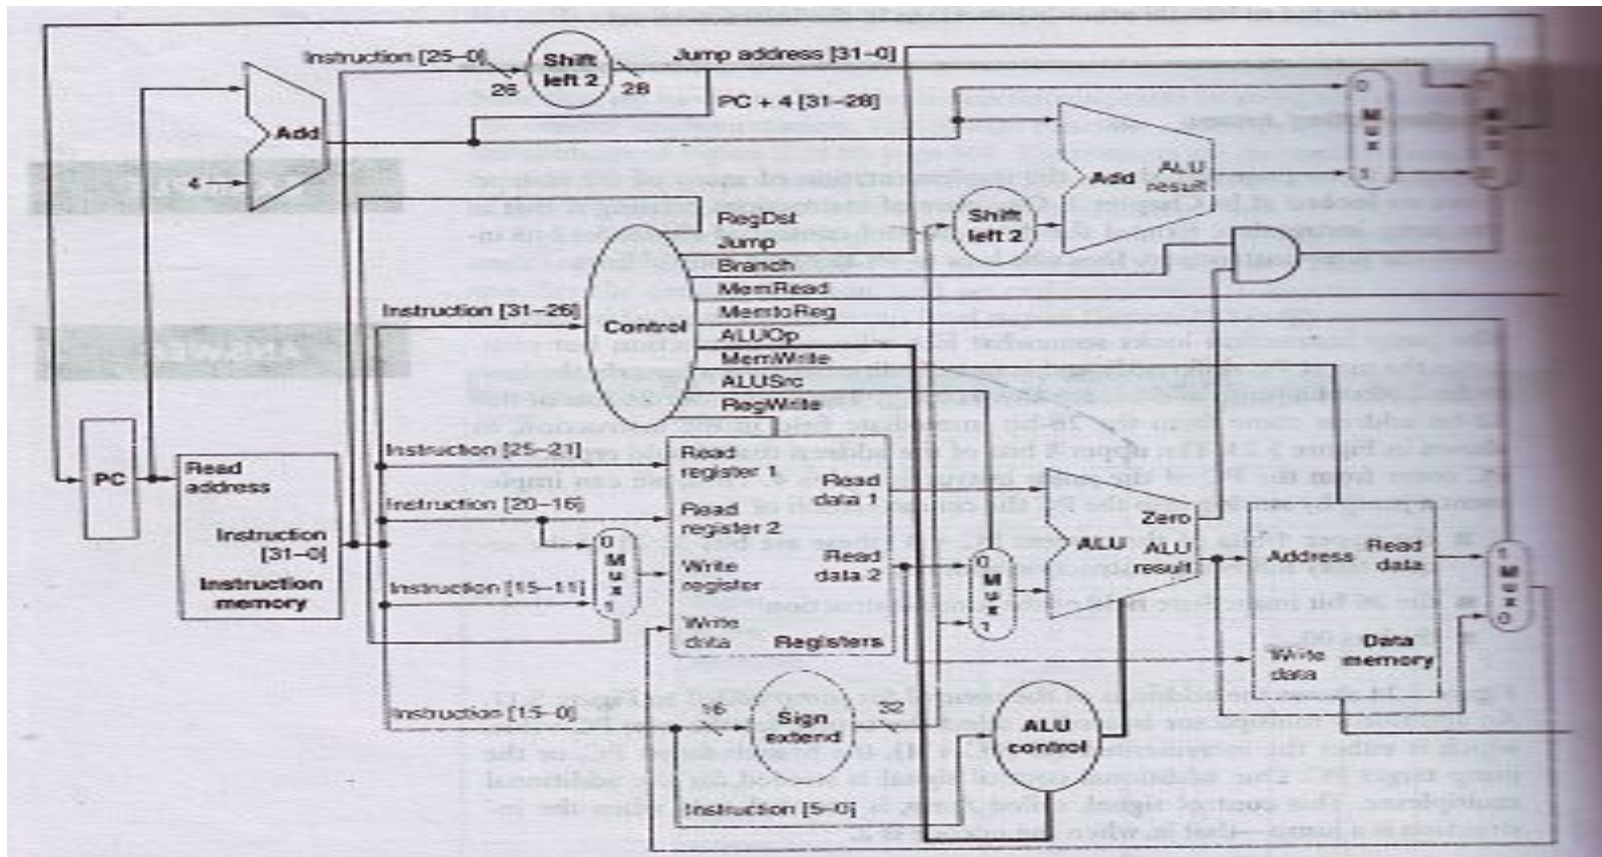 Instruction [25–0]
Shift
left 2
Jump address [31–0]
26
28
PC + 4 [31–28]
Add
4
0
M
u
x
1
M
u
x
Add
ALU
result
Shift
left 2
RegDst
Jump
Branch
MemRead
MemtoReg
ALUOp
MemWrite
ALUSrc
RegWrite
Instruction [31–26]
Control
PC
Read
address
Instruction
[31–0]
Instruction
memory
Instruction [25–21]
Instruction [20–16]
Instruction [15–11]
Instruction [15–0]
0
M
u
x
1
Read
register 1
Read
register 2
Write
register
Write
data
Read
data 1
Read
data 2
Registers
0
M
u
x
1
Zero
ALU
ALU
result
Address
Read
data
Write
data
Data
memory
1
M
u
x
0
16
Sign
extend
32
ALU
control
Instruction [5–0]